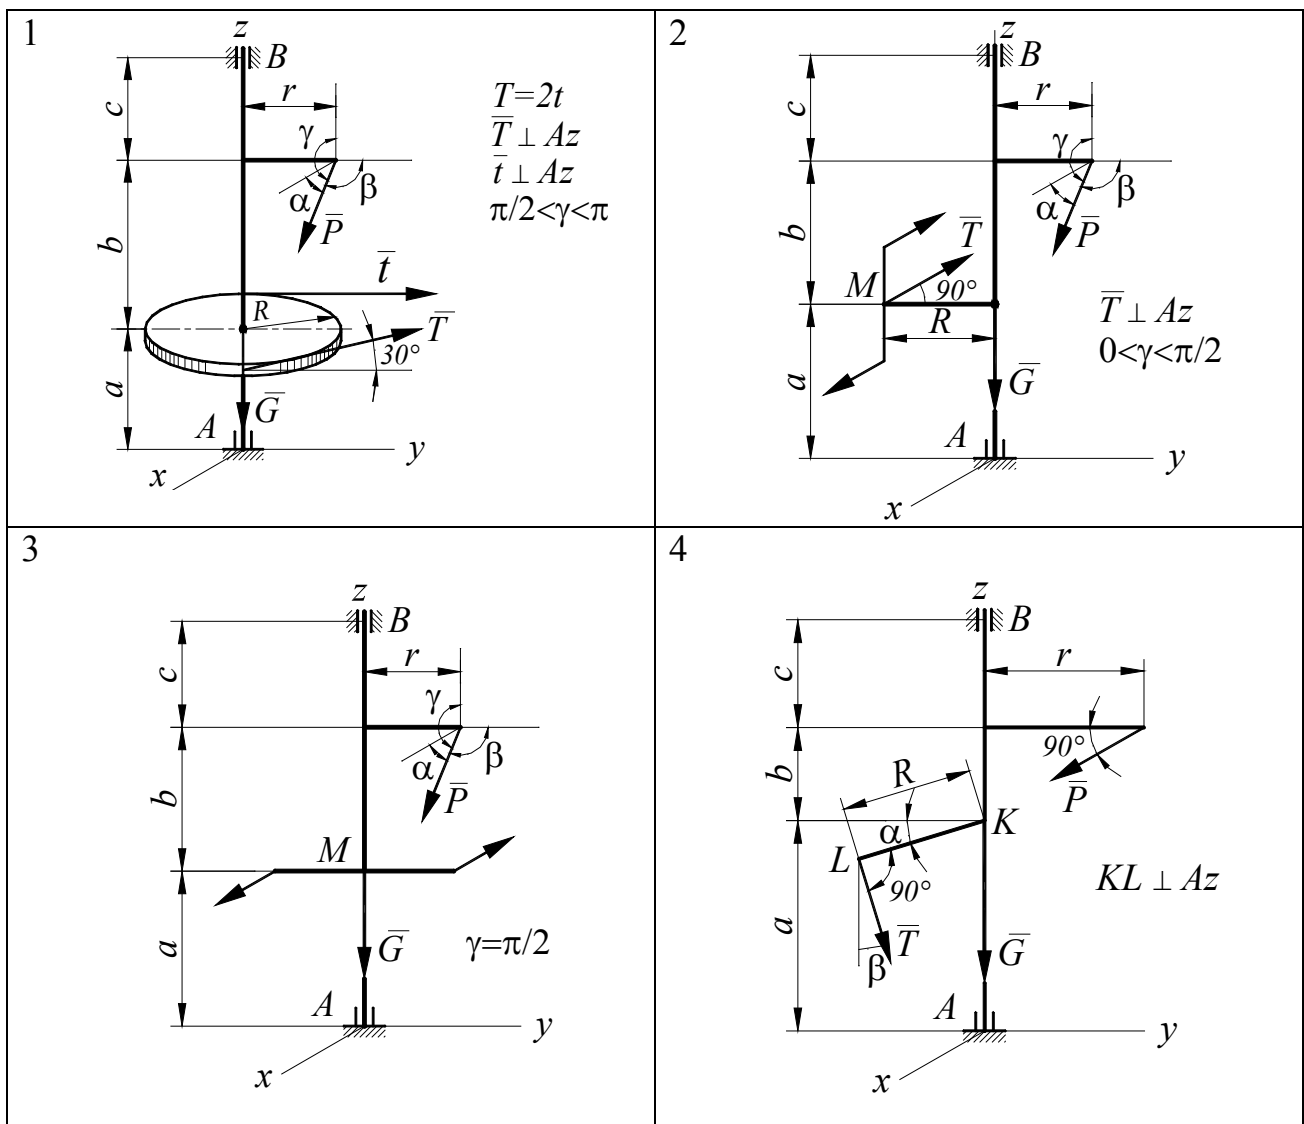 1
z
B
r
c
γ
α
β
P̅
T=2t
T̅ ⊥ Az
t̅ ⊥ Az
π/2<γ<π
b
t̅
R
T̅
30°
a
G̅
A
y
x
2
z
B
r
c
γ
α
β
P̅
b
T̅
M
90°
R
T̅ ⊥ Az
0<γ<π/2
a
G̅
A
y
x
3
z
B
r
c
γ
α
β
P̅
b
M
a
G̅
γ=π/2
A
y
x
4
z
B
r
c
90°
P̅
b
R
K
α
L
90°
KL ⊥ Az
a
T̅
G̅
β
A
y
x